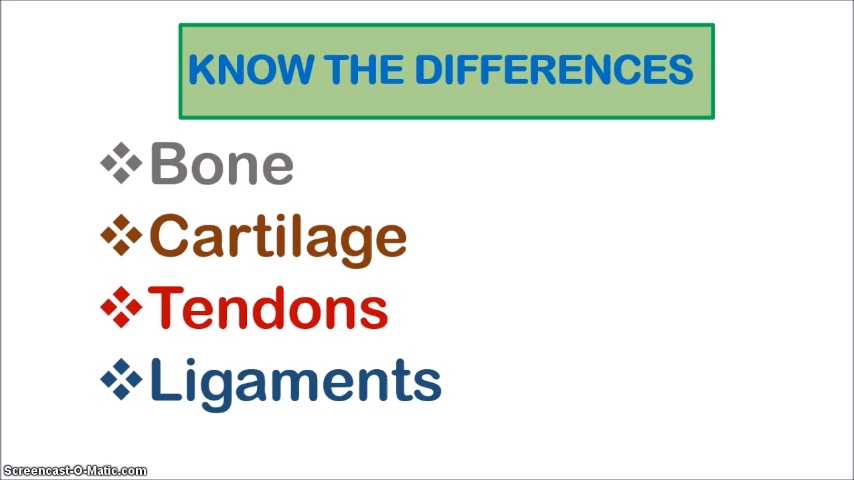 KNOW THE DIFFERENCES
❖Bone
❖Cartilage
❖Tendons
❖Ligaments
Screencast-O-Matic.com